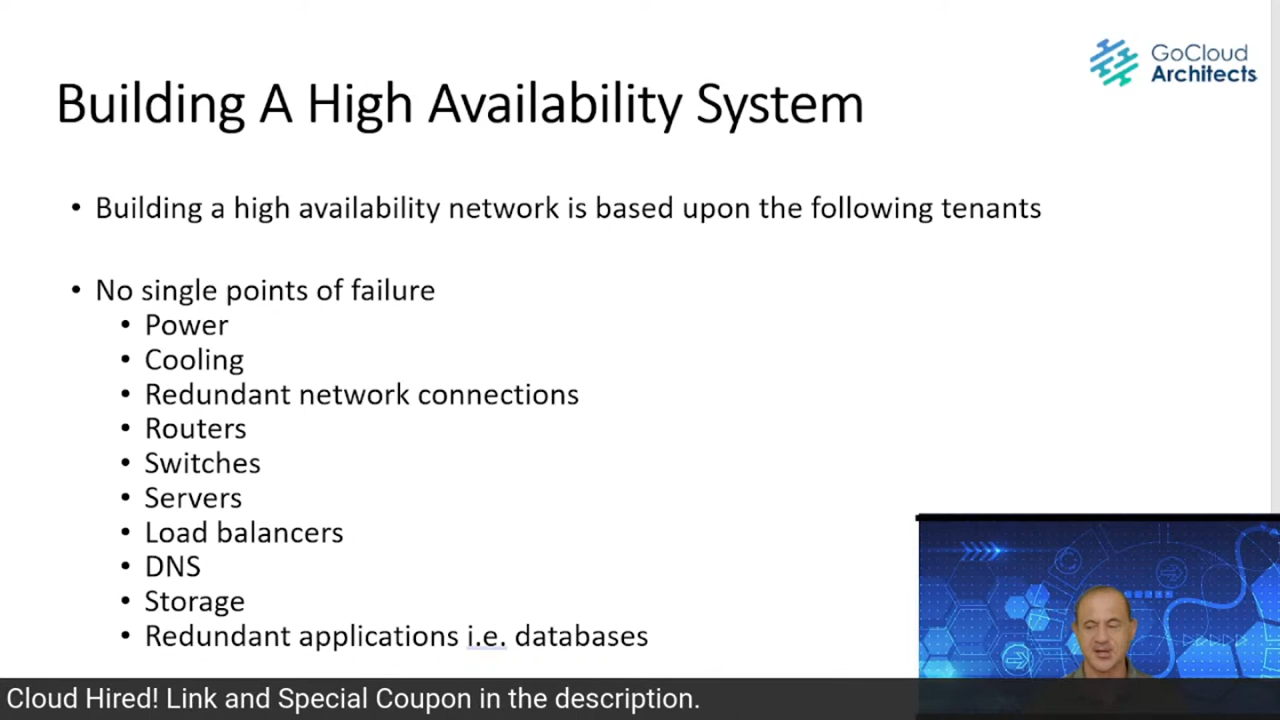 GoCloud
Architects
Building A High Availability System
• Building a high availability network is based upon the following tenants
• No single points of failure
• Power
• Cooling
• Redundant network connections
• Routers
• Switches
• Servers
• Load balancers
• DNS
• Storage
• Redundant applications i.e. databases
Cloud Hired! Link and Special Coupon in the description.